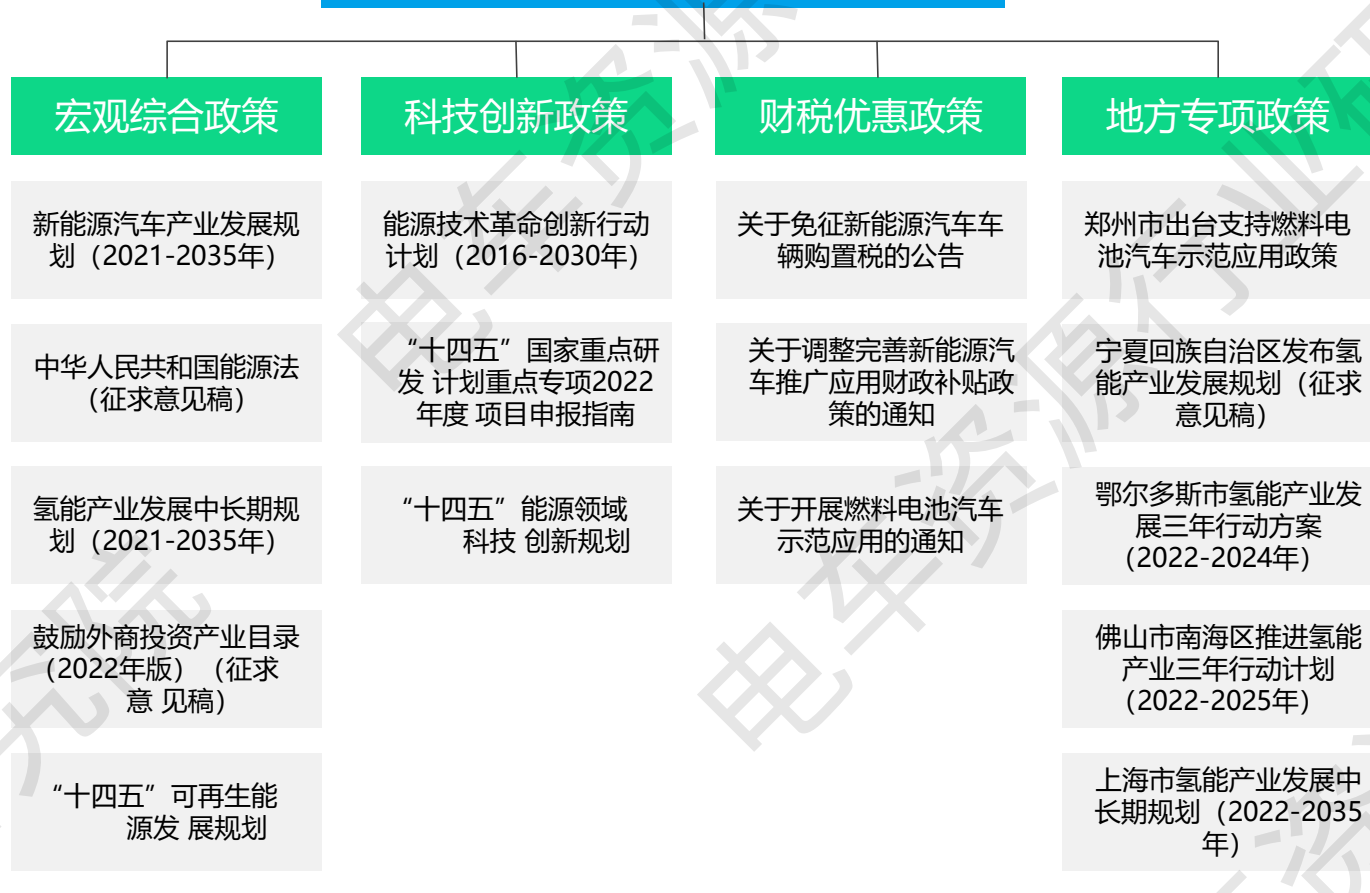 宏观综合政策
新能源汽车产业发展规
划（2021-2035年）
中华人民共和国能源法
（征求意见稿）
氢能产业发展中长期规
划（2021-2035年）
鼓励外商投资产业目录
（2022年版）（征求
意 见稿）
“十四五”可再生能
源发 展规划
科技创新政策
能源技术革命创新行动
计划（2016-2030年）
“十四五”国家重点研
发 计划重点专项2022
年度 项目申报指南
“十四五”能源领域
科技 创新规划
财税优惠政策
关于免征新能源汽车车
辆购置税的公告
关于调整完善新能源汽
车推广应用财政补贴政
策的通知
关于开展燃料电池汽车
示范应用的通知
地方专项政策
郑州市出台支持燃料电
池汽车示范应用政策
宁夏回族自治区发布氢
能产业发展规划（征求
意见稿）
鄂尔多斯市氢能产业发
展三年行动方案
（2022-2024年）
佛山市南海区推进氢能
产业三年行动计划
（2022-2025年）
上海市氢能产业发展中
长期规划（2022-2035
年）
电车资源
电车资源行业研
究院
资